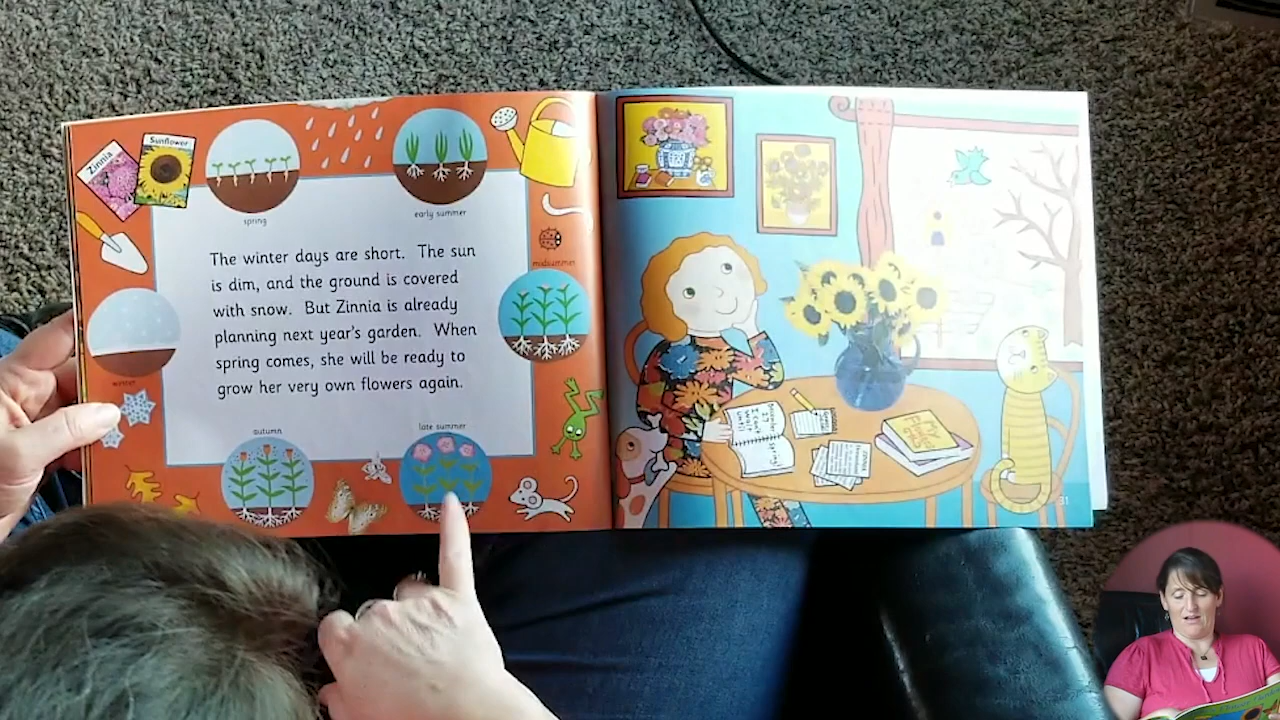 Zinnia
Sunflower
spring
early summer
The winter days are short. The sun
is dim, and the ground is covered
with snow. But Zinnia is already
planning next year's garden. When
spring comes, she will be ready to
grow her very own flowers again.
midsummer
winter
autumn
late summer
31